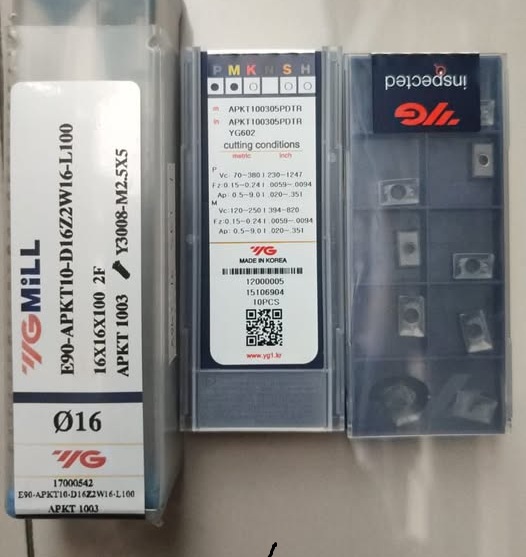 YGMiLL
E90-APKT10-D16Z2W16-L100
16X16X100 2F
APKT 1003 Y3008-M2.5X5
Ø16
YG
17000542
E90-APKT10-D16Z2W16-L100
APKT 1003
P M K N S H
m APKT100305PDTR
in APKT100305PDTR
YG602
cutting conditions
metric inch
P
Vc: 70-380 | 230-1247
Fz:0.15-0.24 | .0059-.0094
Ap: 0.5-9.0 | .020-.351
M
Vc:120-250 | 394-820
Fz:0.15-0.24 | .0059-.0094
Ap: 0.5-9.0 | .020-.351
YG
MADE IN KOREA
12000005
15106904
10PCS
www.yg1.kr
YG
inspected